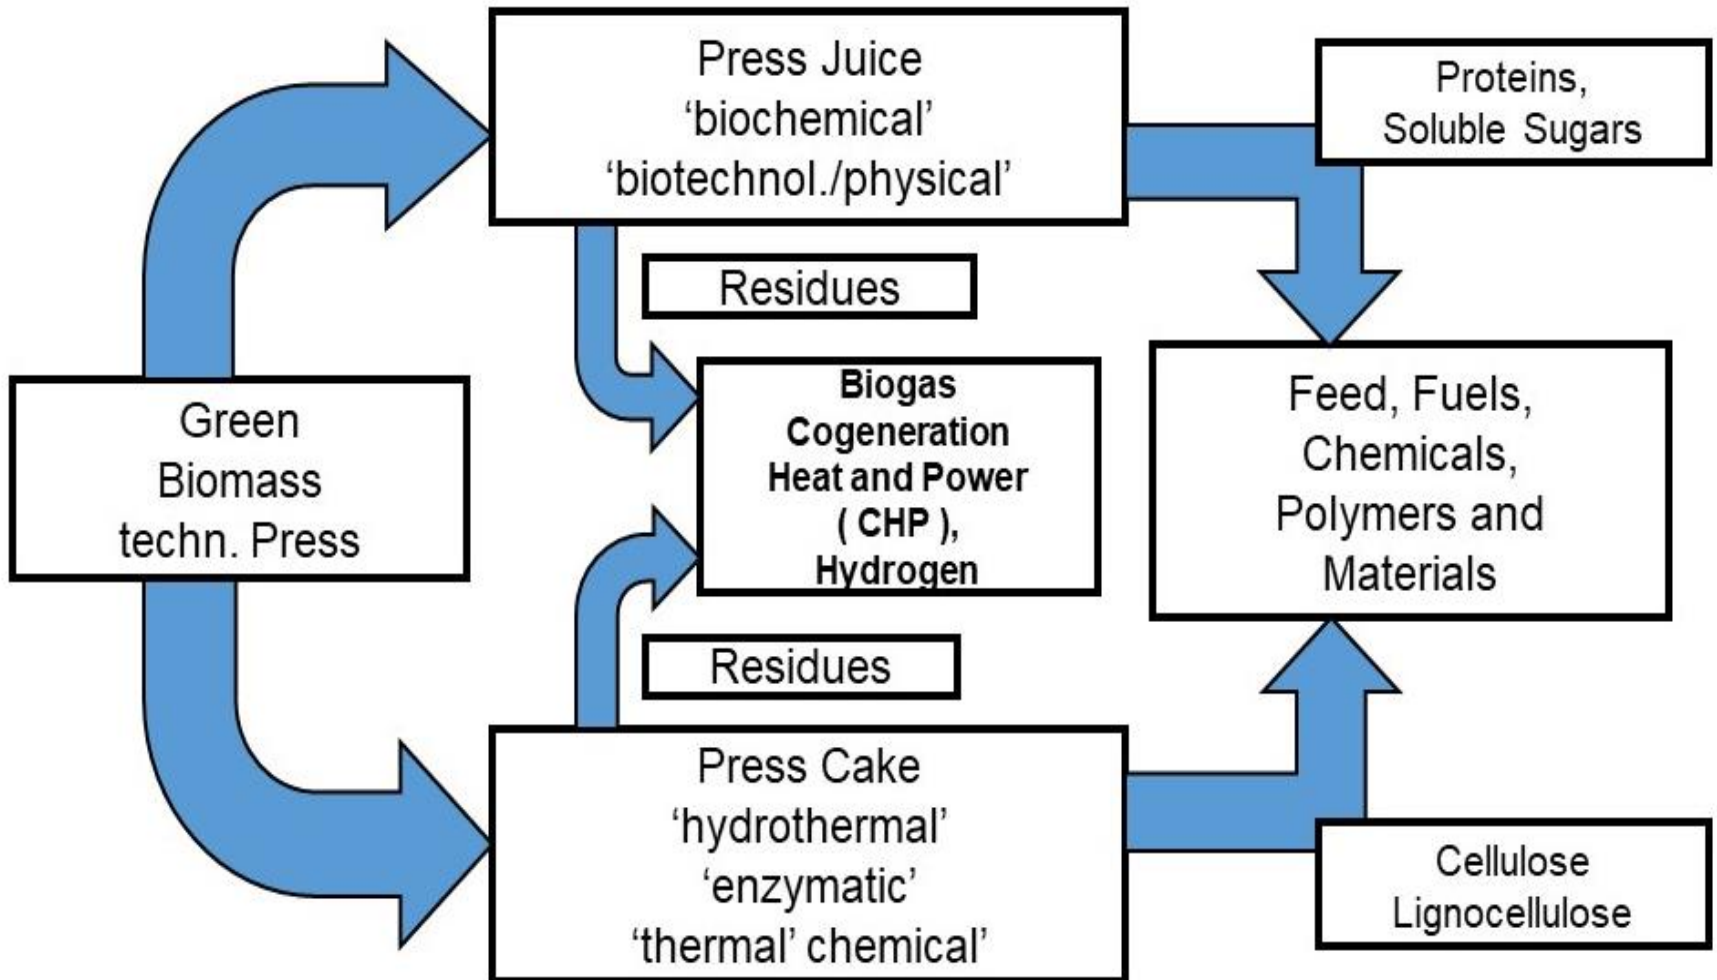 Press Juice
‘biochemical’
‘biotechnol./physical’
Proteins,
Soluble Sugars
Residues
Green
Biomass
techn. Press
Biogas
Cogeneration
Heat and Power
( CHP ),
Hydrogen
Feed, Fuels,
Chemicals,
Polymers and
Materials
Residues
Press Cake
‘hydrothermal’
‘enzymatic’
‘thermal’ chemical’
Cellulose
Lignocellulose